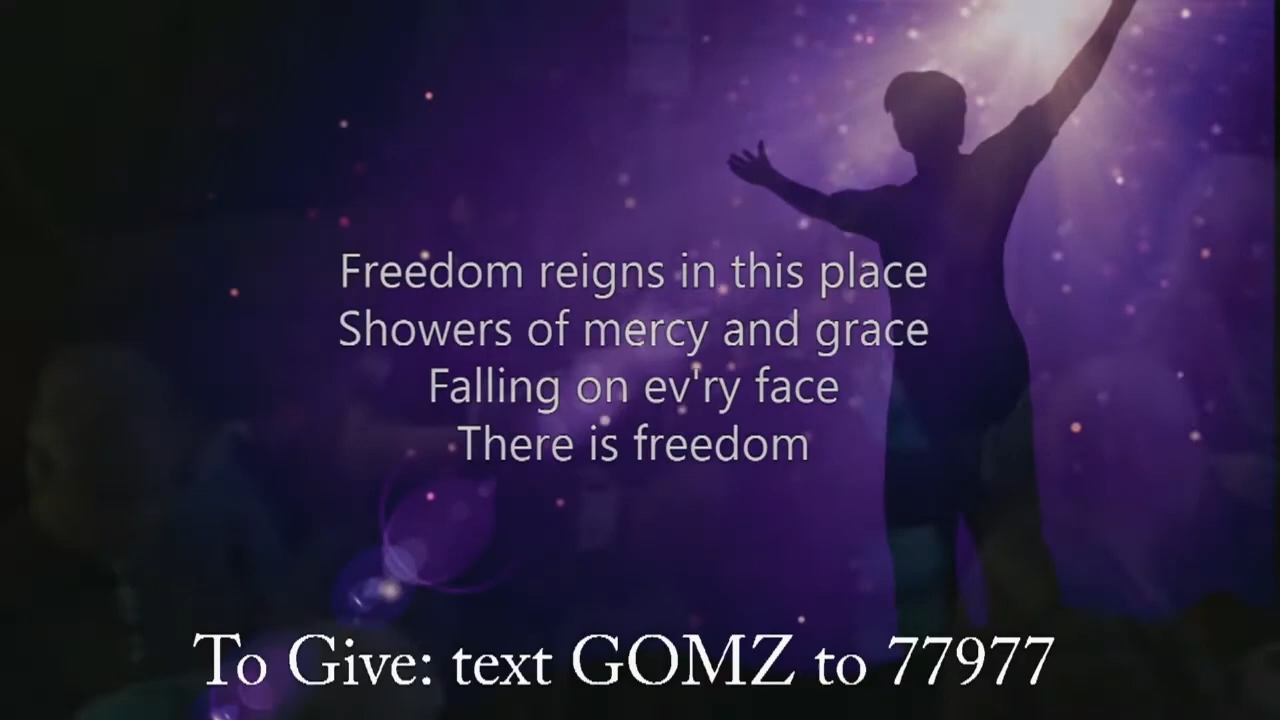 Freedom reigns in this place
Showers of mercy and grace
Falling on ev'ry face
There is freedom
To Give: text GOMZ to 77977